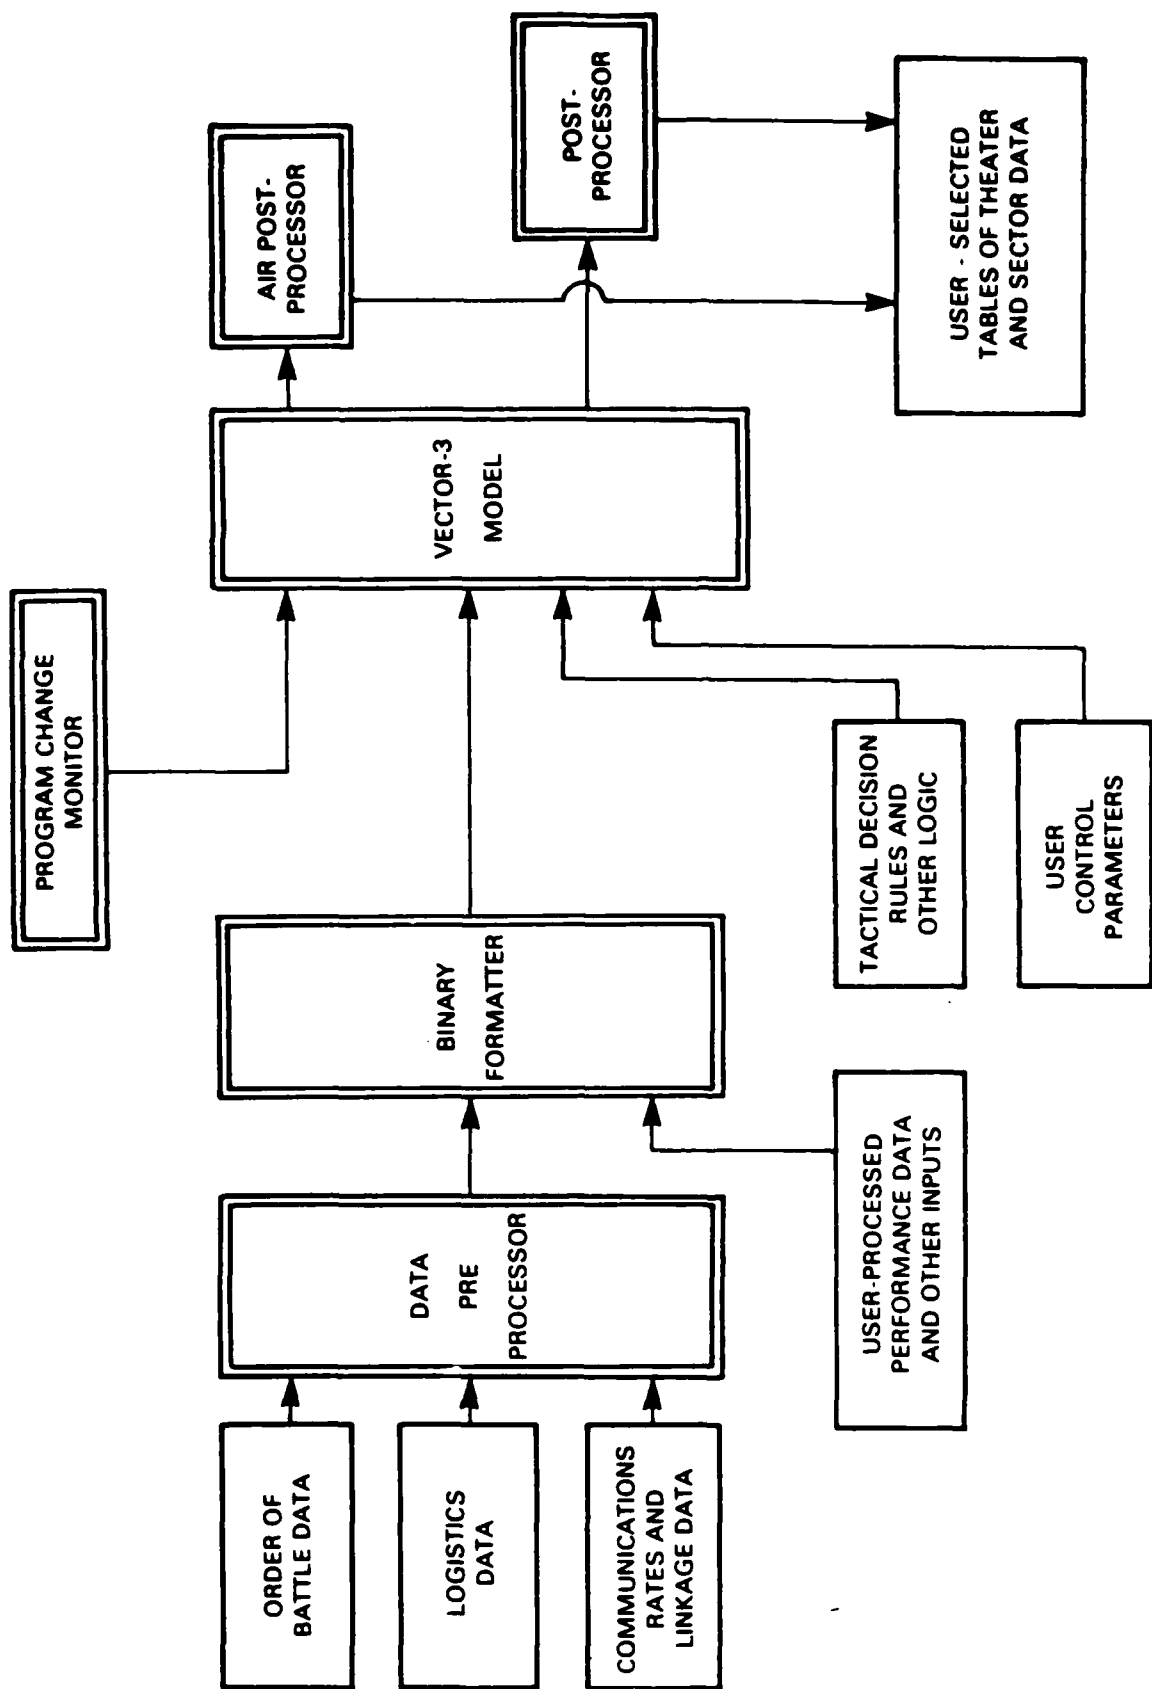 PROGRAM CHANGE
MONITOR
ORDER OF
BATTLE DATA
LOGISTICS
DATA
COMMUNICATIONS
RATES AND
LINKAGE DATA
DATA
PRE
PROCESSOR
BINARY
FORMATTER
USER-PROCESSED
PERFORMANCE DATA
AND OTHER INPUTS
TACTICAL DECISION
RULES AND
OTHER LOGIC
USER
CONTROL
PARAMETERS
VECTOR-3
MODEL
AIR POST-
PROCESSOR
POST-
PROCESSOR
USER - SELECTED
TABLES OF THEATER
AND SECTOR DATA